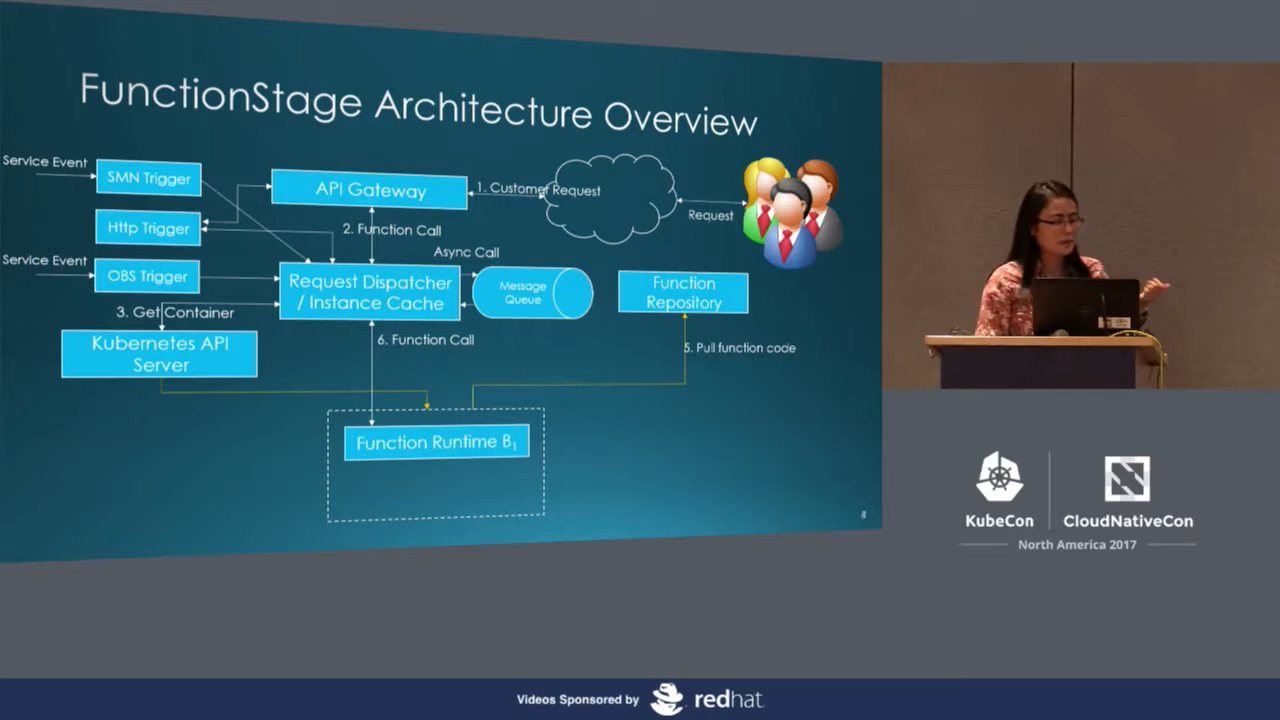 FunctionStage Architecture Overview
Service Event
SMN Trigger
API Gateway
1. Customer Request
Request
Http Trigger
2. Function Call
Async Call
Service Event
OBS Trigger
Request Dispatcher
/ Instance Cache
Message
Queue
Function
Repository
3. Get Container
Kubernetes API
Server
6. Function Call
5. Pull function code
Function Runtime B1
8
KubeCon
CloudNativeCon
North America 2017
Videos Sponsored by
redhat.